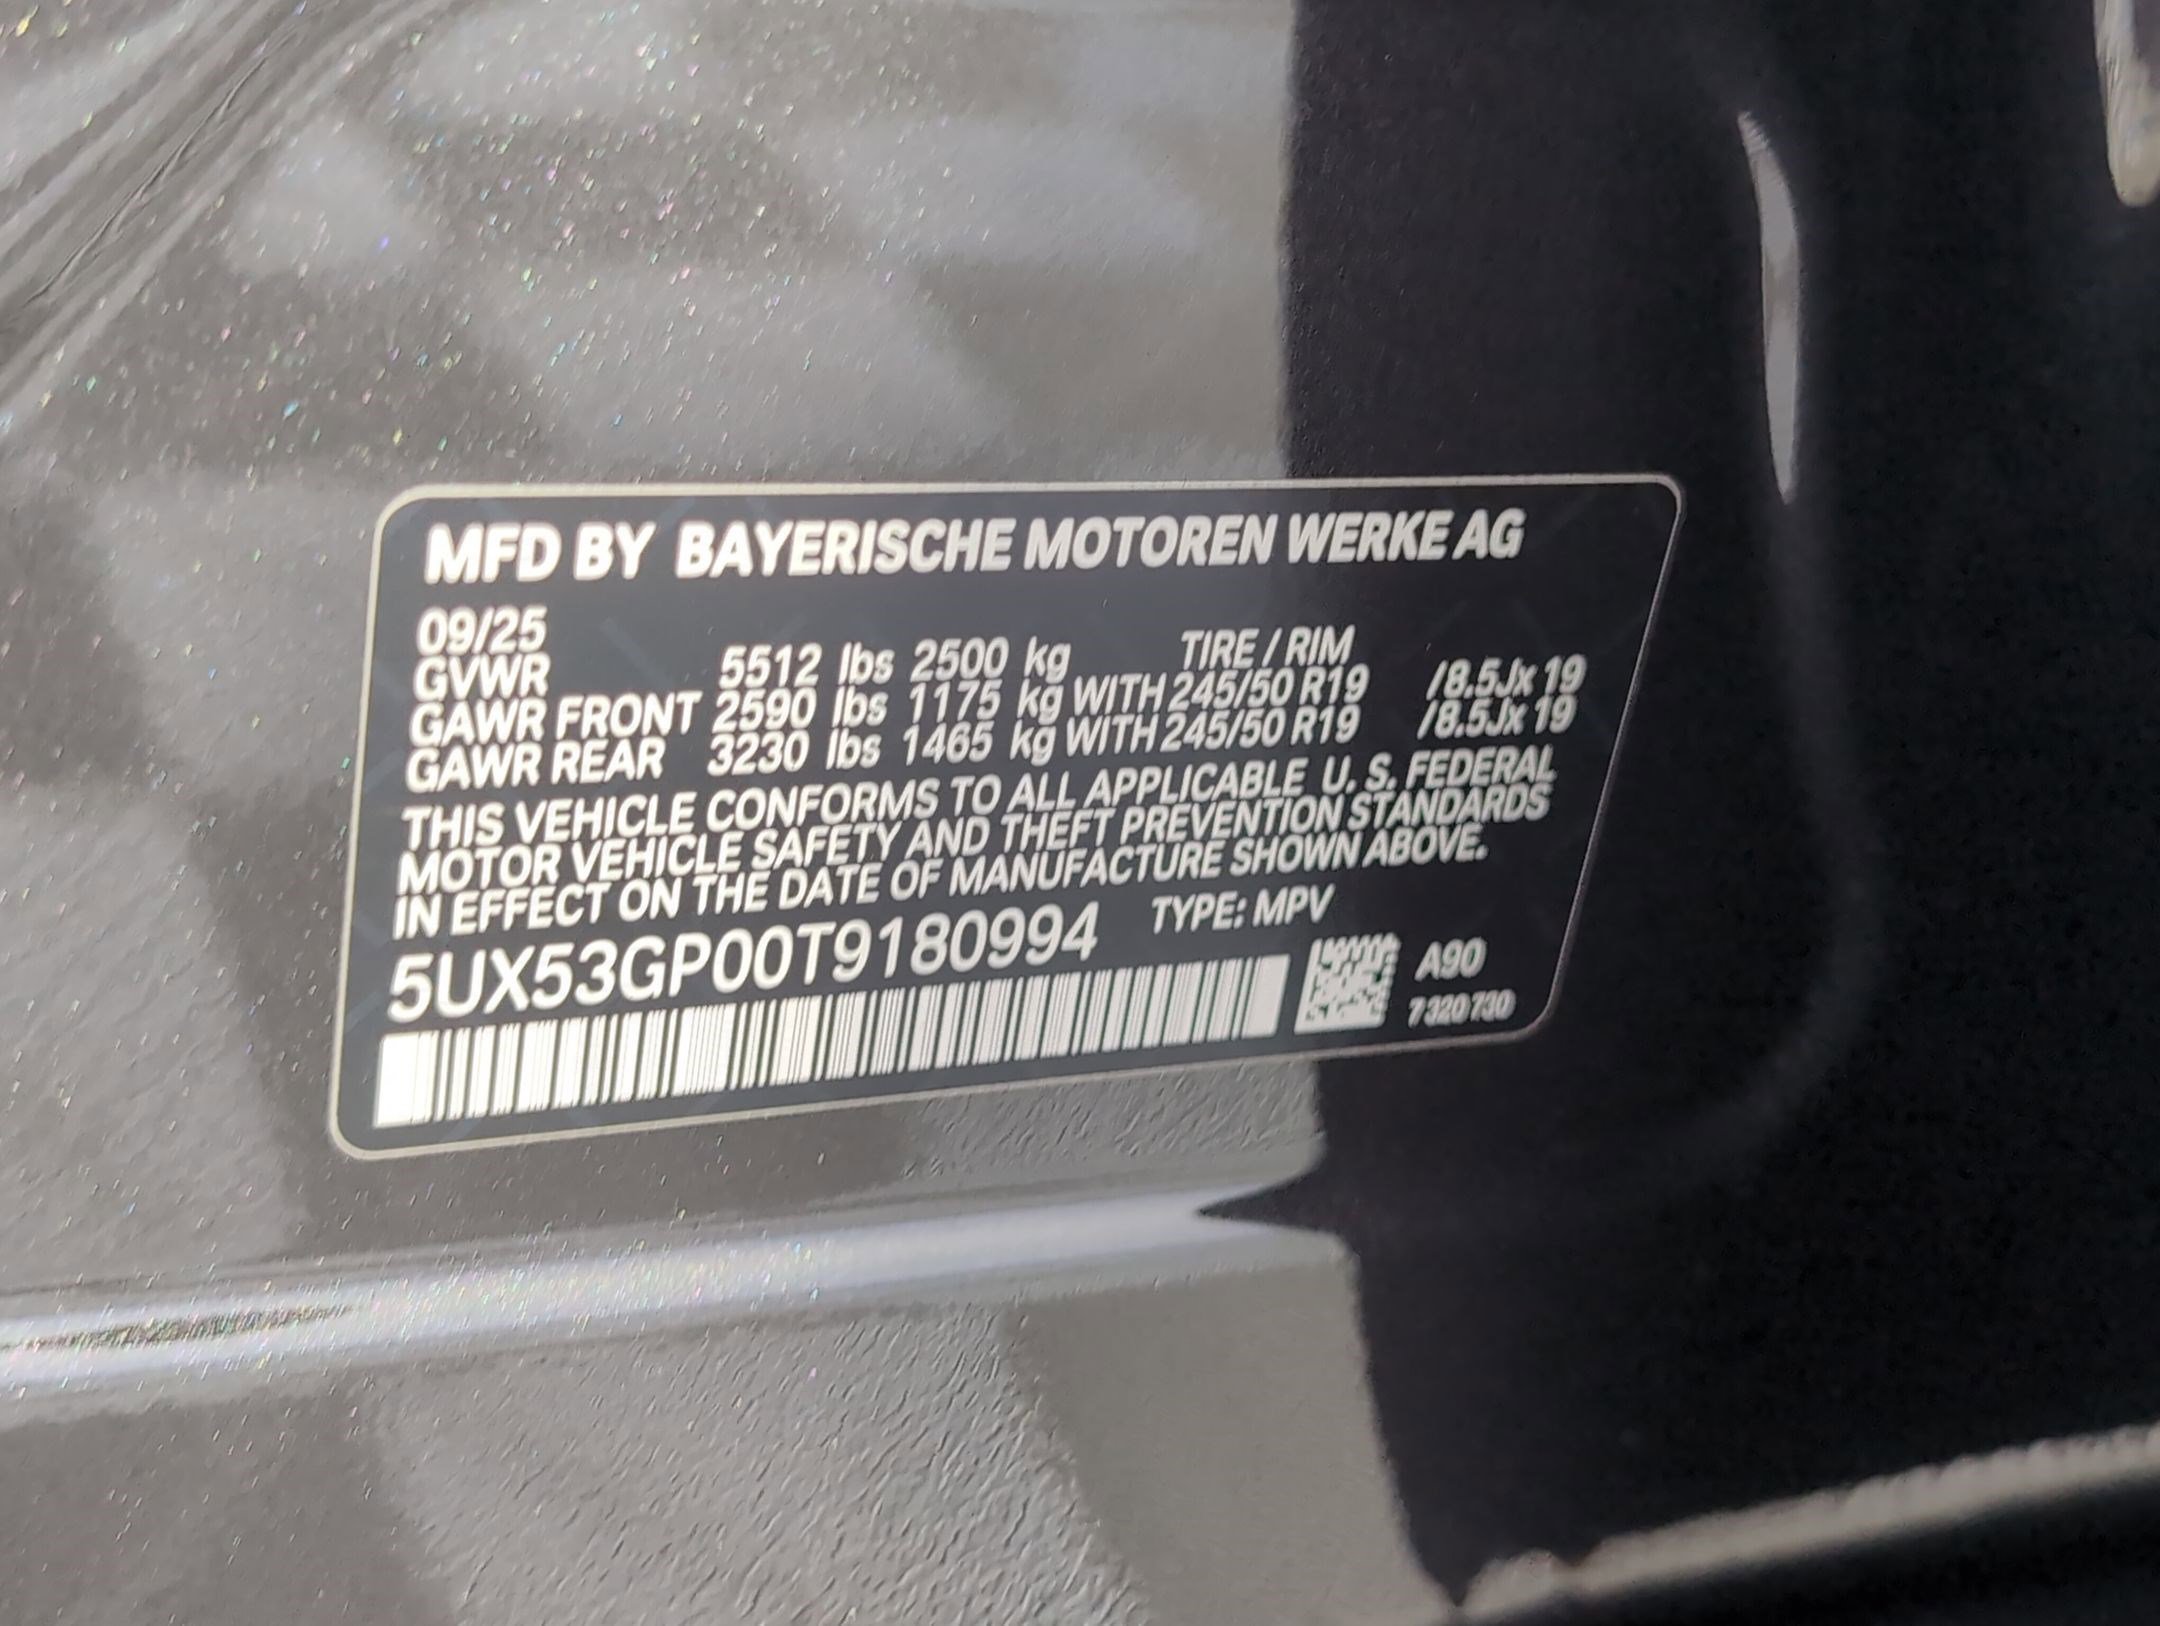 MFD BY BAYERISCHE MOTOREN WERKE AG
09/25
GVWR 5512 lbs 2500 kg TIRE / RIM
GAWR FRONT 2590 lbs 1175 kg WITH 245/50 R19 /8.5Jx 19
GAWR REAR 3230 lbs 1465 kg WITH 245/50 R19 /8.5Jx 19
THIS VEHICLE CONFORMS TO ALL APPLICABLE U. S. FEDERAL
MOTOR VEHICLE SAFETY AND THEFT PREVENTION STANDARDS
IN EFFECT ON THE DATE OF MANUFACTURE SHOWN ABOVE.
5UX53GP00T9180994 TYPE: MPV
A90
7 320 730